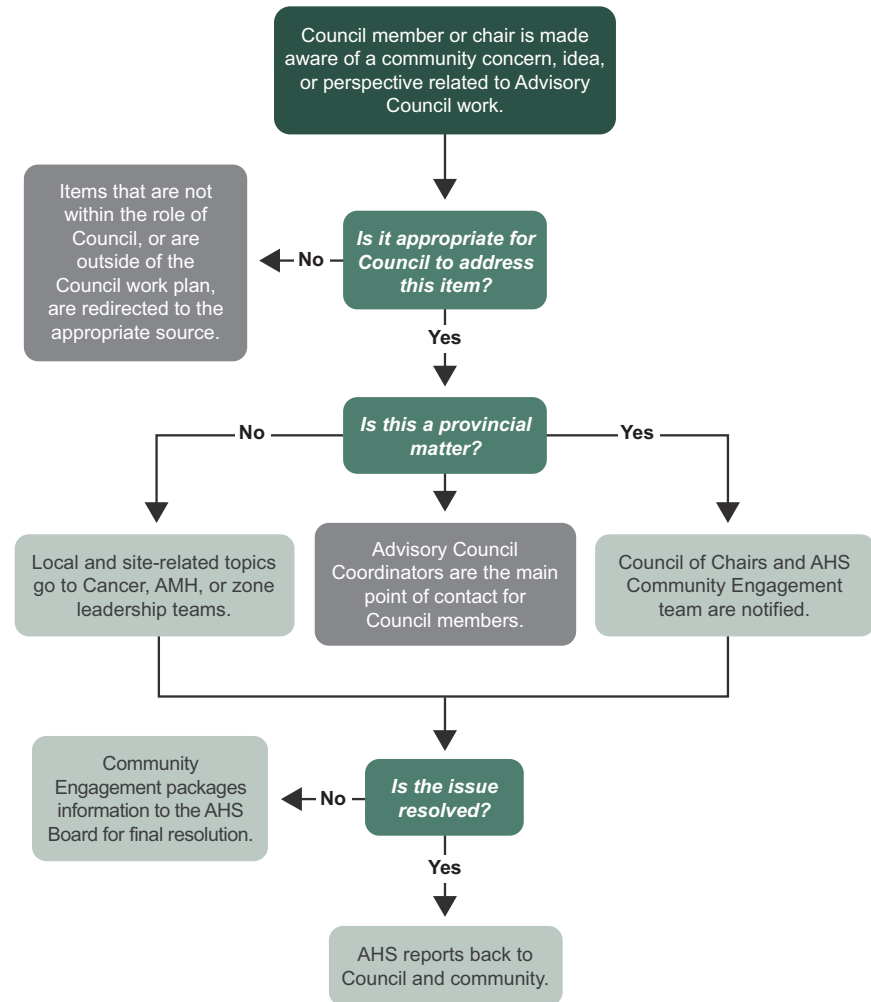 Council member or chair is made
aware of a community concern, idea,
or perspective related to Advisory
Council work.
Items that are not
within the role of
Council, or are
outside of the
Council work plan,
are redirected to the
appropriate source.
No
Is it appropriate for
Council to address
this item?
Yes
No
Is this a provincial
matter?
Yes
Local and site-related topics
go to Cancer, AMH, or zone
leadership teams.
Advisory Council
Coordinators are the main
point of contact for
Council members.
Council of Chairs and AHS
Community Engagement
team are notified.
Community
Engagement packages
information to the AHS
Board for final resolution.
No
Is the issue
resolved?
Yes
AHS reports back to
Council and community.